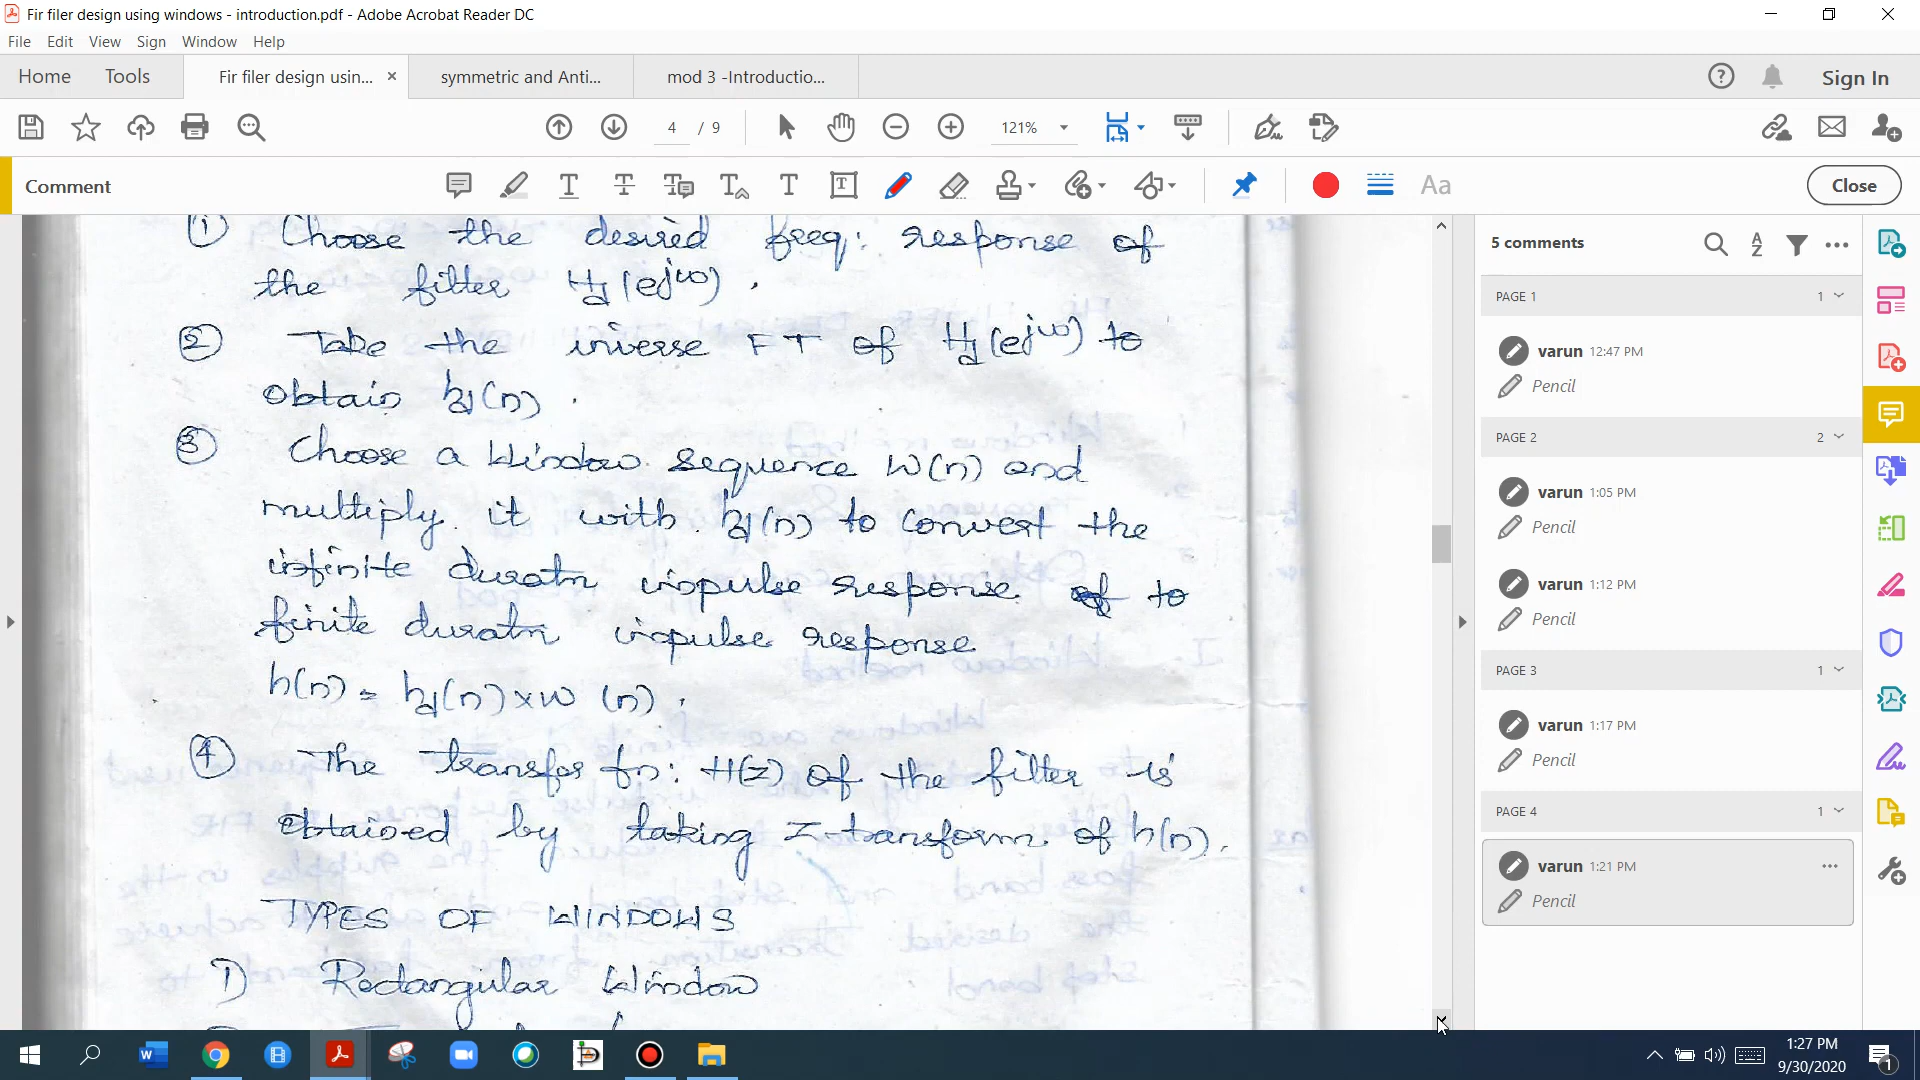 Fir filer design using windows - introduction.pdf - Adobe Acrobat Reader DC
File Edit View Sign Window Help
Home Tools Fir filer design usin... × symmetric and Anti... mod 3 -Introductio... Sign In
4 / 9 121%
Comment Close
① Choose the desired freq: response of
the filter Hd(e^jω).
② Take the inverse FT of Hd(e^jω) to
obtain hd(n).
③ Choose a Window sequence W(n) and
multiply it with hd(n) to convert the
infinite duratn impulse response to
finite duratn impulse response
h(n) = hd(n) × w(n).
④ The transfer fn: H(z) of the filter is
obtained by taking Z-transform of h(n).
TYPES OF WINDOWS
1) Rectangular Window
5 comments
PAGE 1 1
varun 12:47 PM
Pencil
PAGE 2 2
varun 1:05 PM
Pencil
varun 1:12 PM
Pencil
PAGE 3 1
varun 1:17 PM
Pencil
PAGE 4 1
varun 1:21 PM
Pencil
1:27 PM
9/30/2020
1